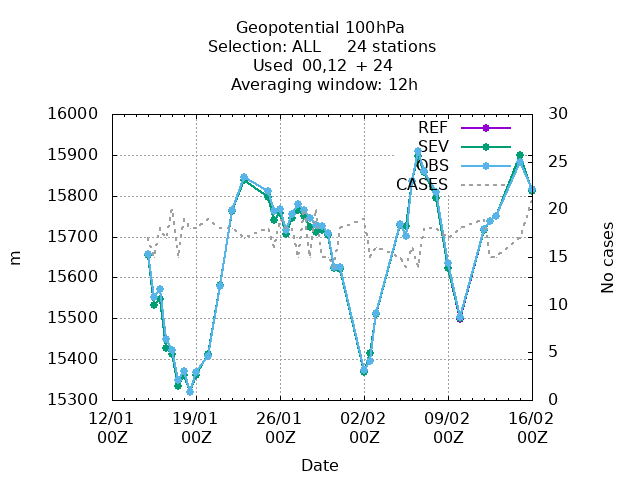 Geopotential 100hPa
Selection: ALL 24 stations
Used 00,12 + 24
Averaging window: 12h
16000
15900
15800
15700
15600
15500
15400
15300
m
30
25
20
15
10
5
0
No cases
REF
SEV
OBS
CASES
12/01 19/01 26/01 02/02 09/02 16/02
00Z 00Z 00Z 00Z 00Z 00Z
Date